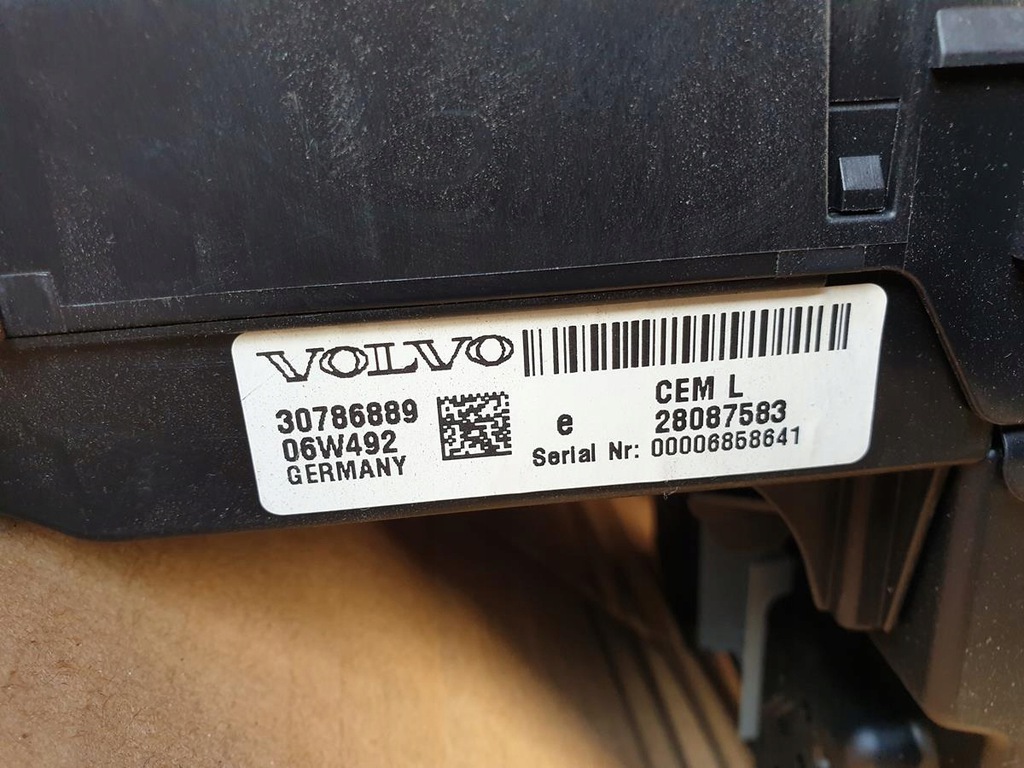 VOLVO
30786889
06W492
GERMANY
e
CEM L
28087583
Serial Nr: 00006858641